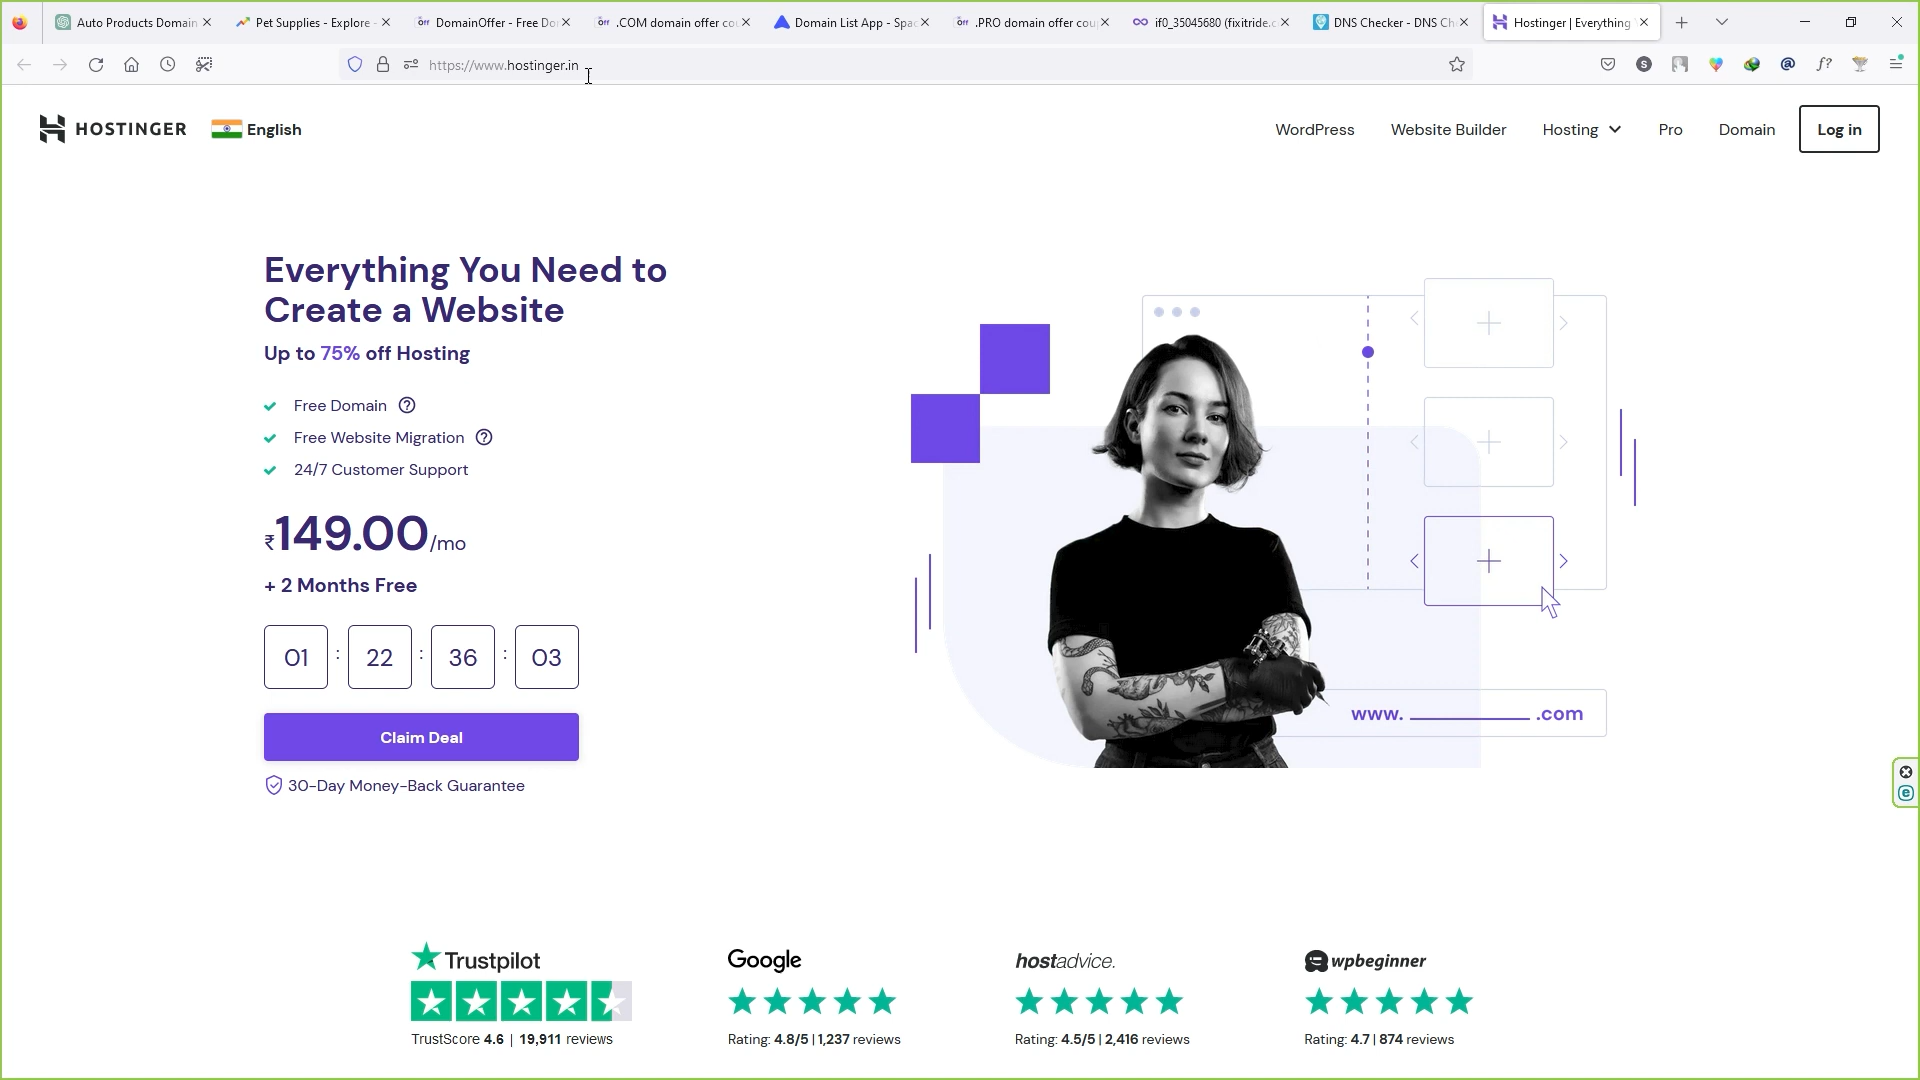 Auto Products Domain
Pet Supplies - Explore -
DomainOffer - Free Do
.COM domain offer co
Domain List App - Spa
.PRO domain offer cou
if0_35045680 (fixitride.c
DNS Checker - DNS Ch
Hostinger | Everything
https://www.hostinger.in
HOSTINGER
English
WordPress
Website Builder
Hosting
Pro
Domain
Log in
Everything You Need to
Create a Website
Up to 75% off Hosting
Free Domain
Free Website Migration
24/7 Customer Support
₹149.00/mo
+ 2 Months Free
01 : 22 : 36 : 03
Claim Deal
30-Day Money-Back Guarantee
www. ____________ .com
Trustpilot
TrustScore 4.6 | 19,911 reviews
Google
Rating: 4.8/5 | 1,237 reviews
hostadvice.
Rating: 4.5/5 | 2,416 reviews
wpbeginner
Rating: 4.7 | 874 reviews